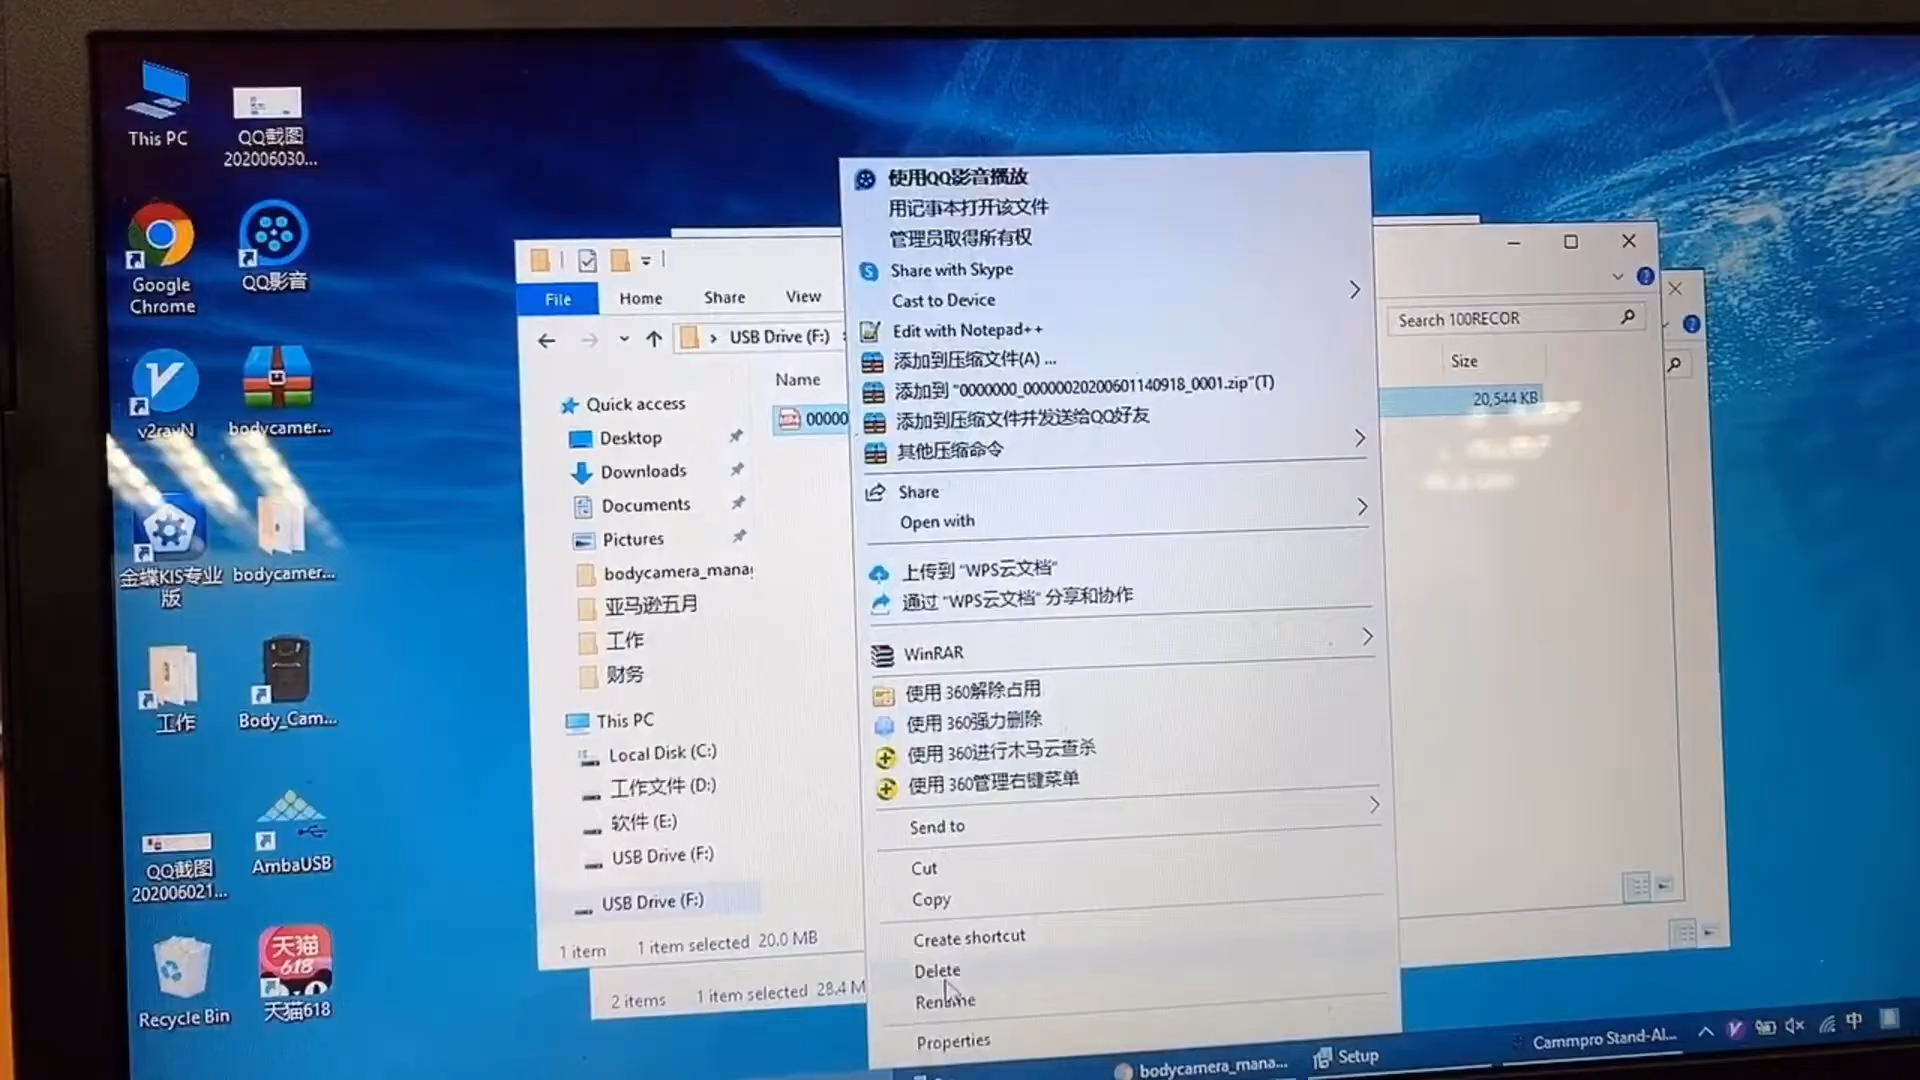 This PC
QQ截图
202006030...
Google
Chrome
QQ影音
v2rayN
bodycamer...
金蝶KIS专业
版
bodycamer...
工作
Body_Cam...
QQ截图
202006021...
AmbaUSB
Recycle Bin
天猫
618
天猫618
File
Home
Share
View
USB Drive (F:)
Search 100RECOR
Name
Size
00000
20,544 KB
Quick access
Desktop
Downloads
Documents
Pictures
bodycamera_mana
亚马逊五月
工作
财务
This PC
Local Disk (C:)
工作文件 (D:)
软件 (E:)
USB Drive (F:)
USB Drive (F:)
1 item
1 item selected 20.0 MB
2 items
1 item selected 28.4 M
使用QQ影音播放
用记事本打开该文件
管理员取得所有权
Share with Skype
Cast to Device
Edit with Notepad++
添加到压缩文件(A) ...
添加到 "0000000_00000020200601140918_0001.zip"(T)
添加到压缩文件并发送给QQ好友
其他压缩命令
Share
Open with
上传到 "WPS云文档"
通过 "WPS云文档" 分享和协作
WinRAR
使用 360解除占用
使用 360强力删除
使用 360进行木马云查杀
使用 360管理右键菜单
Send to
Cut
Copy
Create shortcut
Delete
Rename
Properties
bodycamera_mana...
Setup
Cammpro Stand-Al...
中